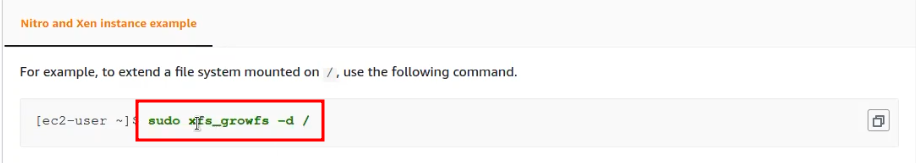 Nitro and Xen instance example
For example, to extend a file system mounted on /, use the following command.
[ec2-user ~]$ sudo xfs_growfs -d /